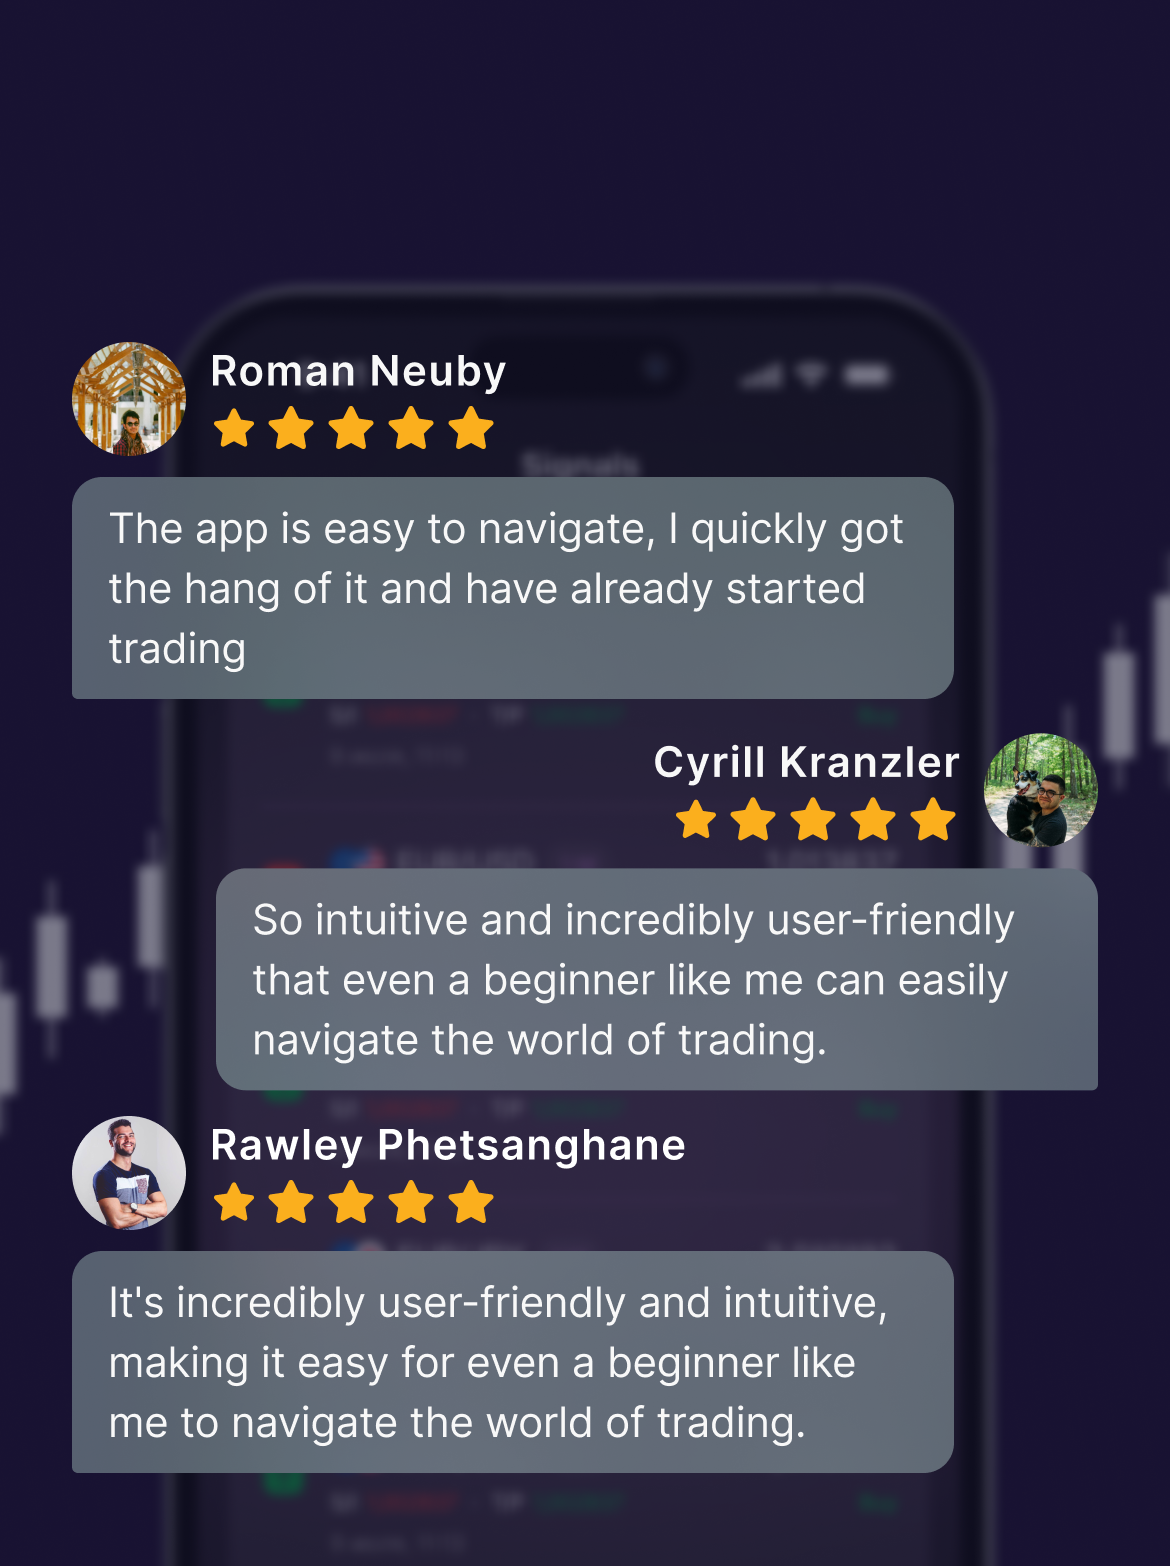 Roman Neuby
Signals
The app is easy to navigate, I quickly got
the hang of it and have already started
trading
Cyrill Kranzler
EUR/USD
So intuitive and incredibly user-friendly
that even a beginner like me can easily
navigate the world of trading.
Rawley Phetsanghane
It's incredibly user-friendly and intuitive,
making it easy for even a beginner like
me to navigate the world of trading.